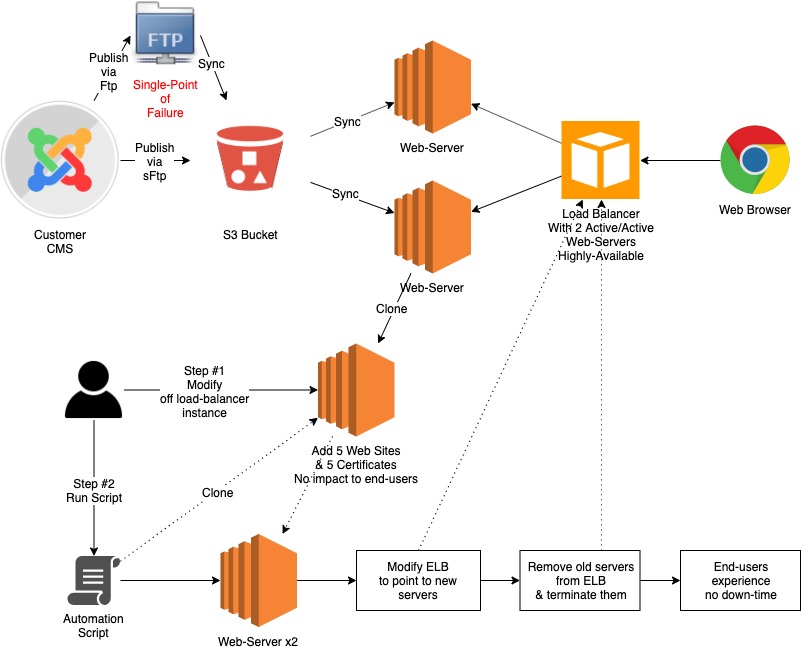 FTP
Publish
via
Ftp
Sync
Single-Point
of
Failure
Publish
via
sFtp
Customer
CMS
S3 Bucket
Sync
Sync
Web-Server
Web-Server
Load Balancer
With 2 Active/Active
Web-Servers
Highly-Available
Web Browser
Clone
Step #1
Modify
off load-balancer
instance
Add 5 Web Sites
& 5 Certificates
No impact to end-users
Step #2
Run Script
Clone
Automation
Script
Web-Server x2
Modify ELB
to point to new
servers
Remove old servers
from ELB
& terminate them
End-users
experience
no down-time